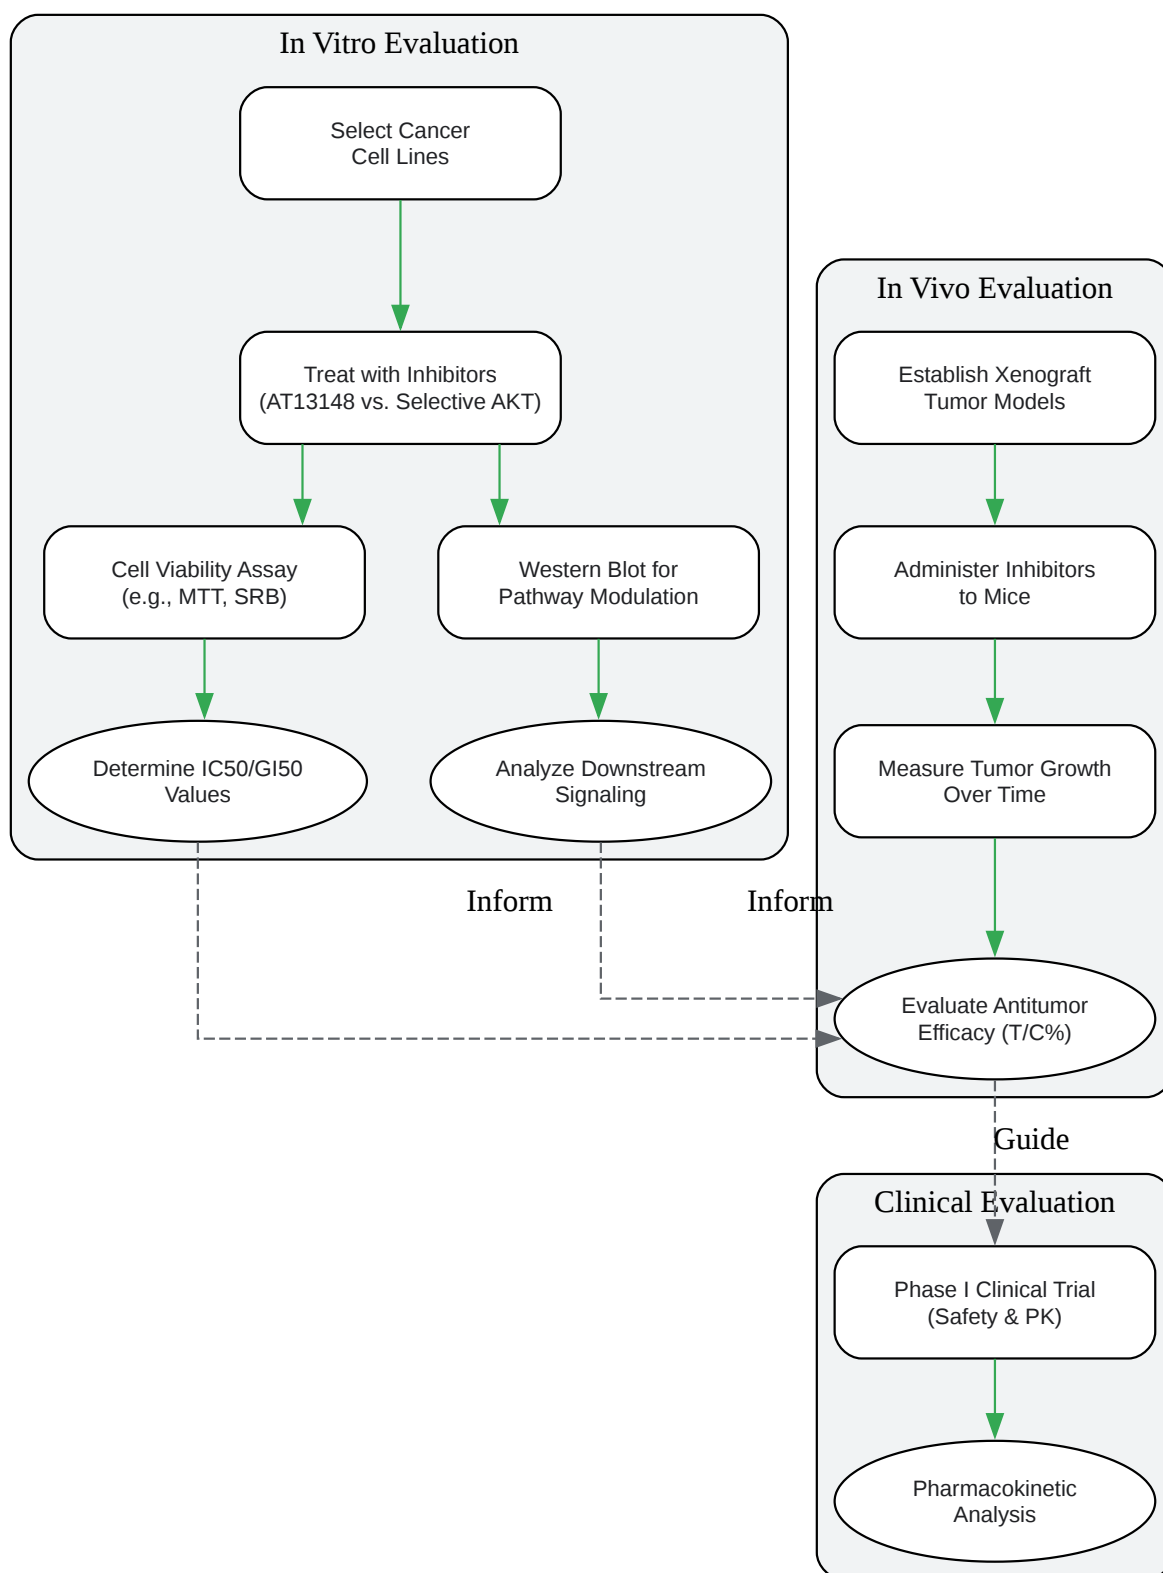 In Vitro Evaluation
Select Cancer
Cell Lines
Treat with Inhibitors
(AT13148 vs. Selective AKT)
Cell Viability Assay
(e.g., MTT, SRB)
Western Blot for
Pathway Modulation
Determine IC50/GI50
Values
Analyze Downstream
Signaling
Inform
Inform
In Vivo Evaluation
Establish Xenograft
Tumor Models
Administer Inhibitors
to Mice
Measure Tumor Growth
Over Time
Evaluate Antitumor
Efficacy (T/C%)
Guide
Clinical Evaluation
Phase I Clinical Trial
(Safety & PK)
Pharmacokinetic
Analysis